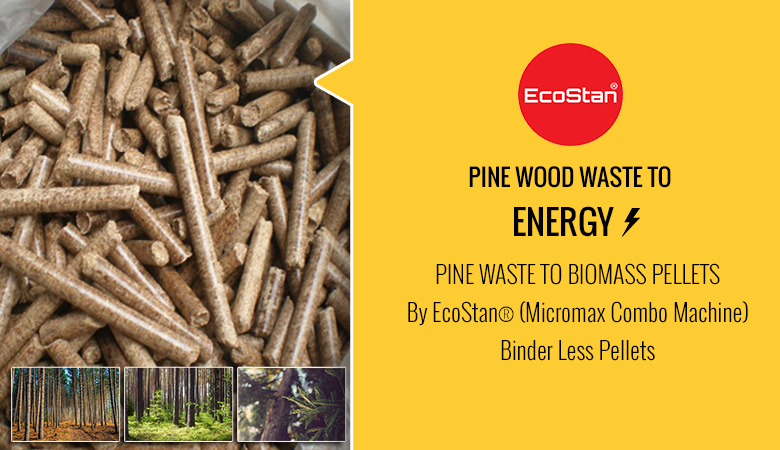 EcoStan®
PINE WOOD WASTE TO
ENERGY
PINE WASTE TO BIOMASS PELLETS
By EcoStan® (Micromax Combo Machine)
Binder Less Pellets